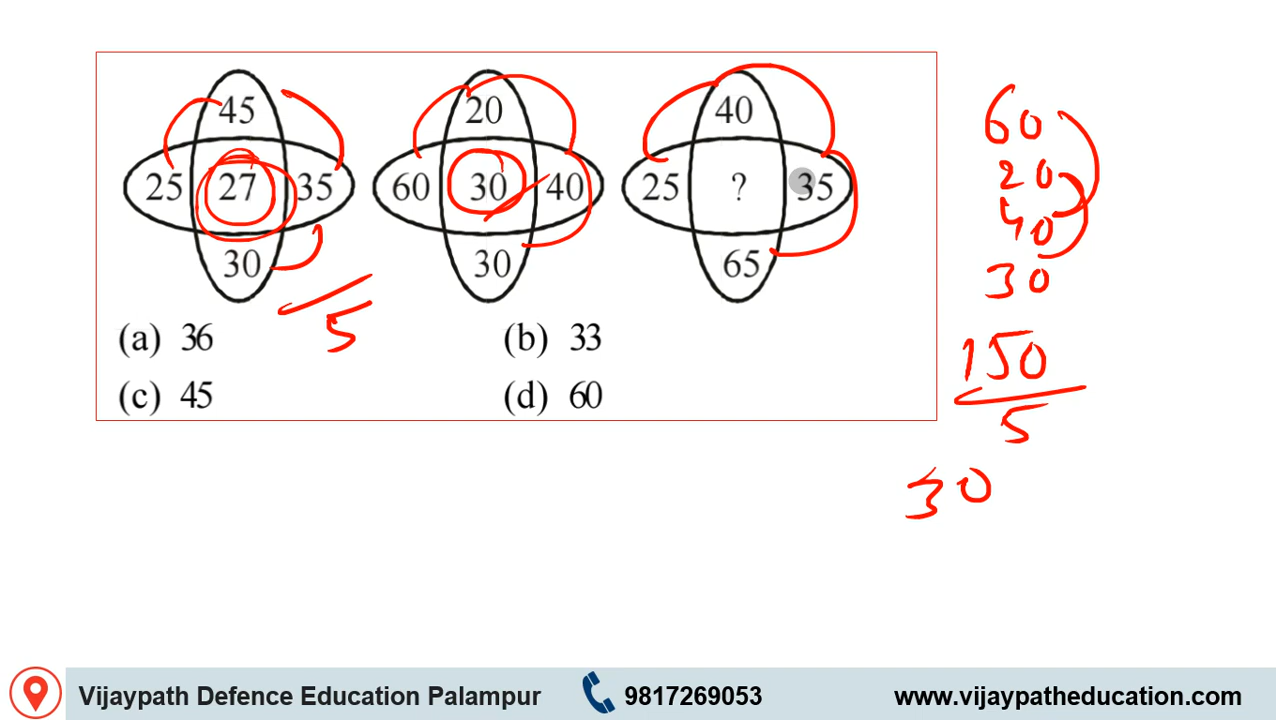 45 20 40
25 27 35 60 30 40 25 ? 35
30 30 65
5
(a) 36 (b) 33
(c) 45 (d) 60
60
20
40
30
150
5
30
Vijaypath Defence Education Palampur 9817269053 www.vijaypatheducation.com